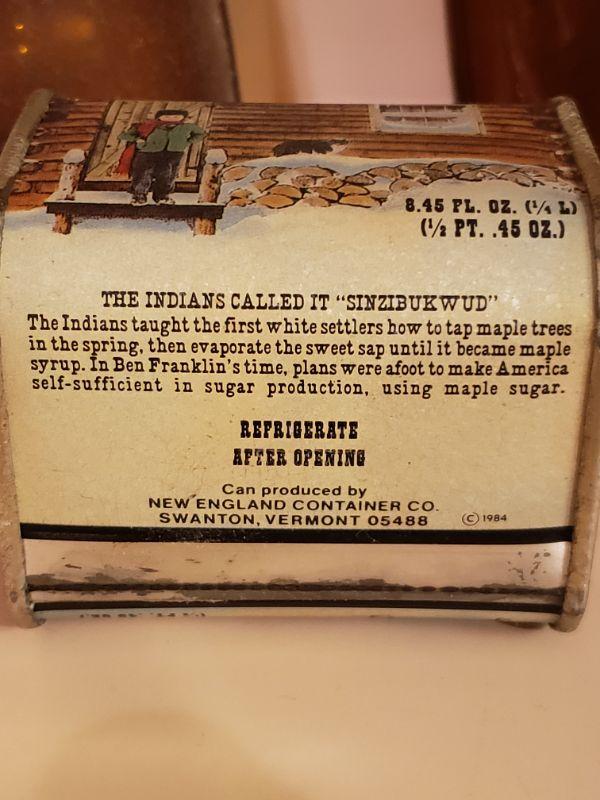 8.45 FL. OZ. (¼ L)
(½ PT. .45 OZ.)
THE INDIANS CALLED IT “SINZIBUKWUD”
The Indians taught the first white settlers how to tap maple trees
in the spring, then evaporate the sweet sap until it became maple
syrup. In Ben Franklin's time, plans were afoot to make America
self-sufficient in sugar production, using maple sugar.
REFRIGERATE
AFTER OPENING
Can produced by
NEW ENGLAND CONTAINER CO.
SWANTON, VERMONT 05488
© 1984